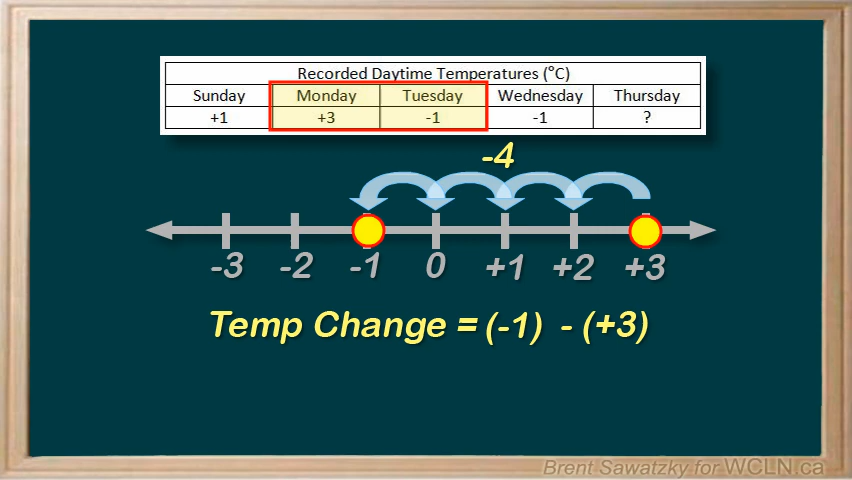 Recorded Daytime Temperatures (°C)
Sunday Monday Tuesday Wednesday Thursday
+1 +3 -1 -1 ?
-4
-3 -2 -1 0 +1 +2 +3
Temp Change = (-1) - (+3)
Brent Sawatzky for WCLN.ca